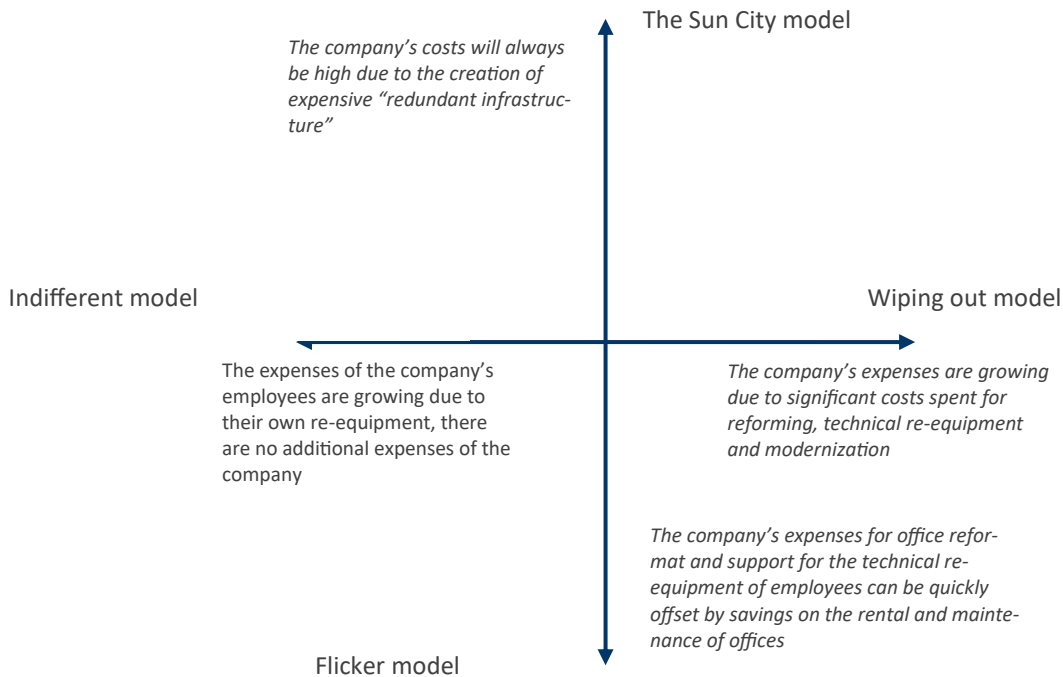 The Sun City model
The company’s costs will always
be high due to the creation of
expensive “redundant infrastruc-
ture”
Indifferent model
Wiping out model
The expenses of the company’s
employees are growing due to
their own re-equipment, there
are no additional expenses of the
company
The company’s expenses are growing
due to significant costs spent for
reforming, technical re-equipment
and modernization
The company’s expenses for office refor-
mat and support for the technical re-
equipment of employees can be quickly
offset by savings on the rental and mainte-
nance of offices
Flicker model